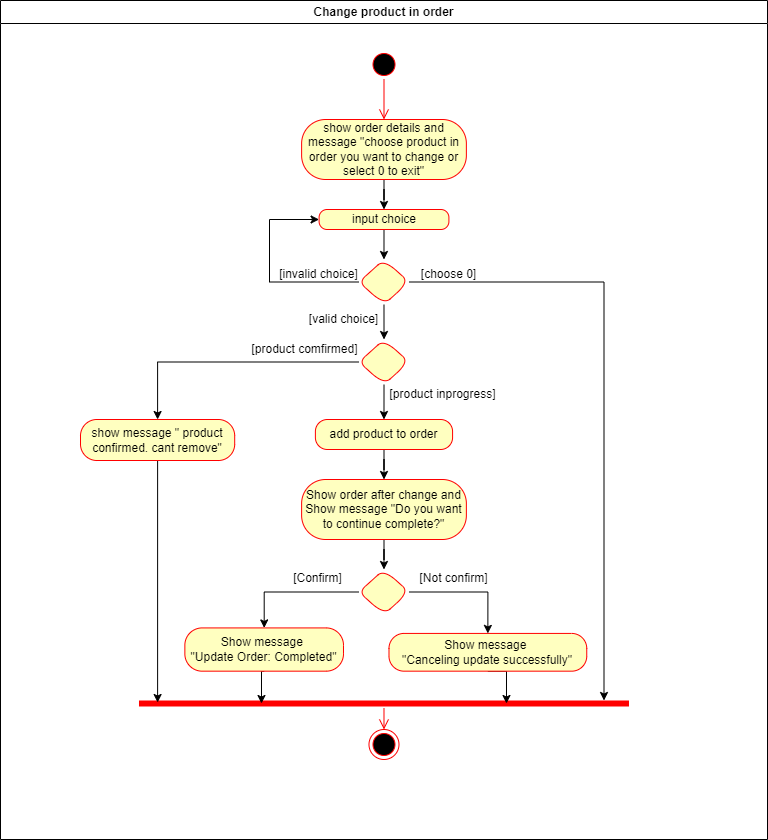 Change product in order
show order details and
message "choose product in
order you want to change or
select 0 to exit"
input choice
[invalid choice]
[choose 0]
[valid choice]
[product comfirmed]
[product inprogress]
show message " product
confirmed. cant remove"
add product to order
Show order after change and
Show message "Do you want
to continue complete?"
[Confirm]
[Not confirm]
Show message
"Update Order: Completed"
Show message
"Canceling update successfully"